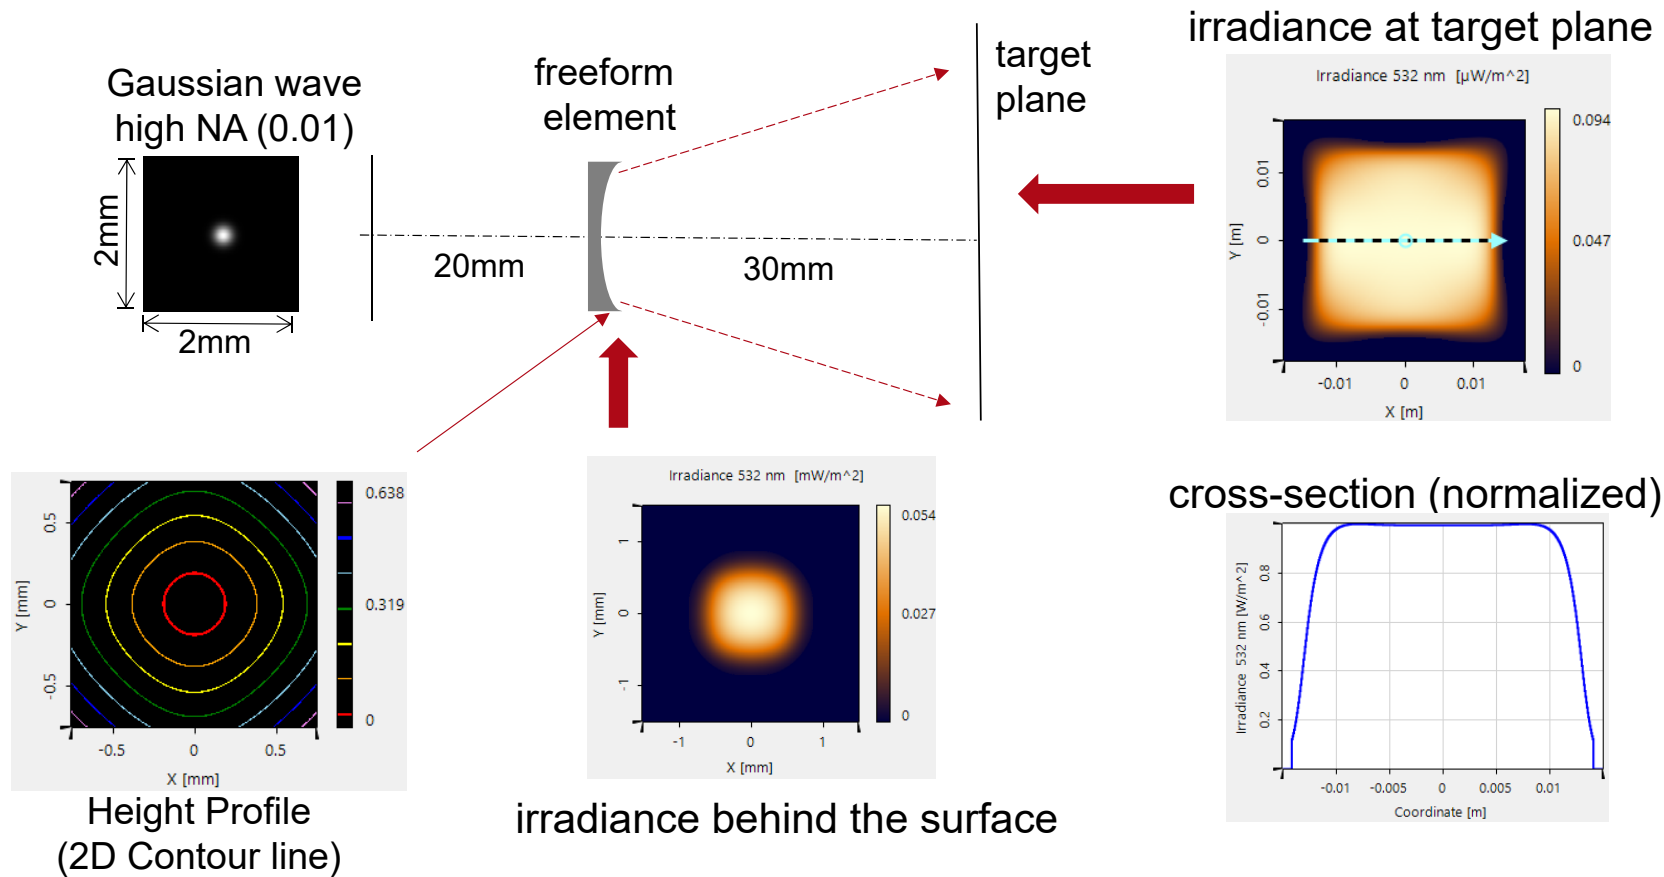 irradiance at target plane
Gaussian wave
high NA (0.01)
2mm
2mm
freeform
element
target
plane
20mm
30mm
Irradiance 532 nm [µW/m^2]
0.094
0.047
0
Y [m]
0.01
0
-0.01
-0.01
0
0.01
X [m]
0.638
0.319
0
Y [mm]
0.5
0
-0.5
-0.5
0
0.5
X [mm]
Height Profile
(2D Contour line)
Irradiance 532 nm [mW/m^2]
0.054
0.027
0
Y [mm]
1
0
-1
-1
0
1
X [mm]
irradiance behind the surface
cross-section (normalized)
Irradiance 532 nm [W/m^2]
0.8
0.6
0.4
0.2
-0.01
-0.005
0
0.005
0.01
Coordinate [m]